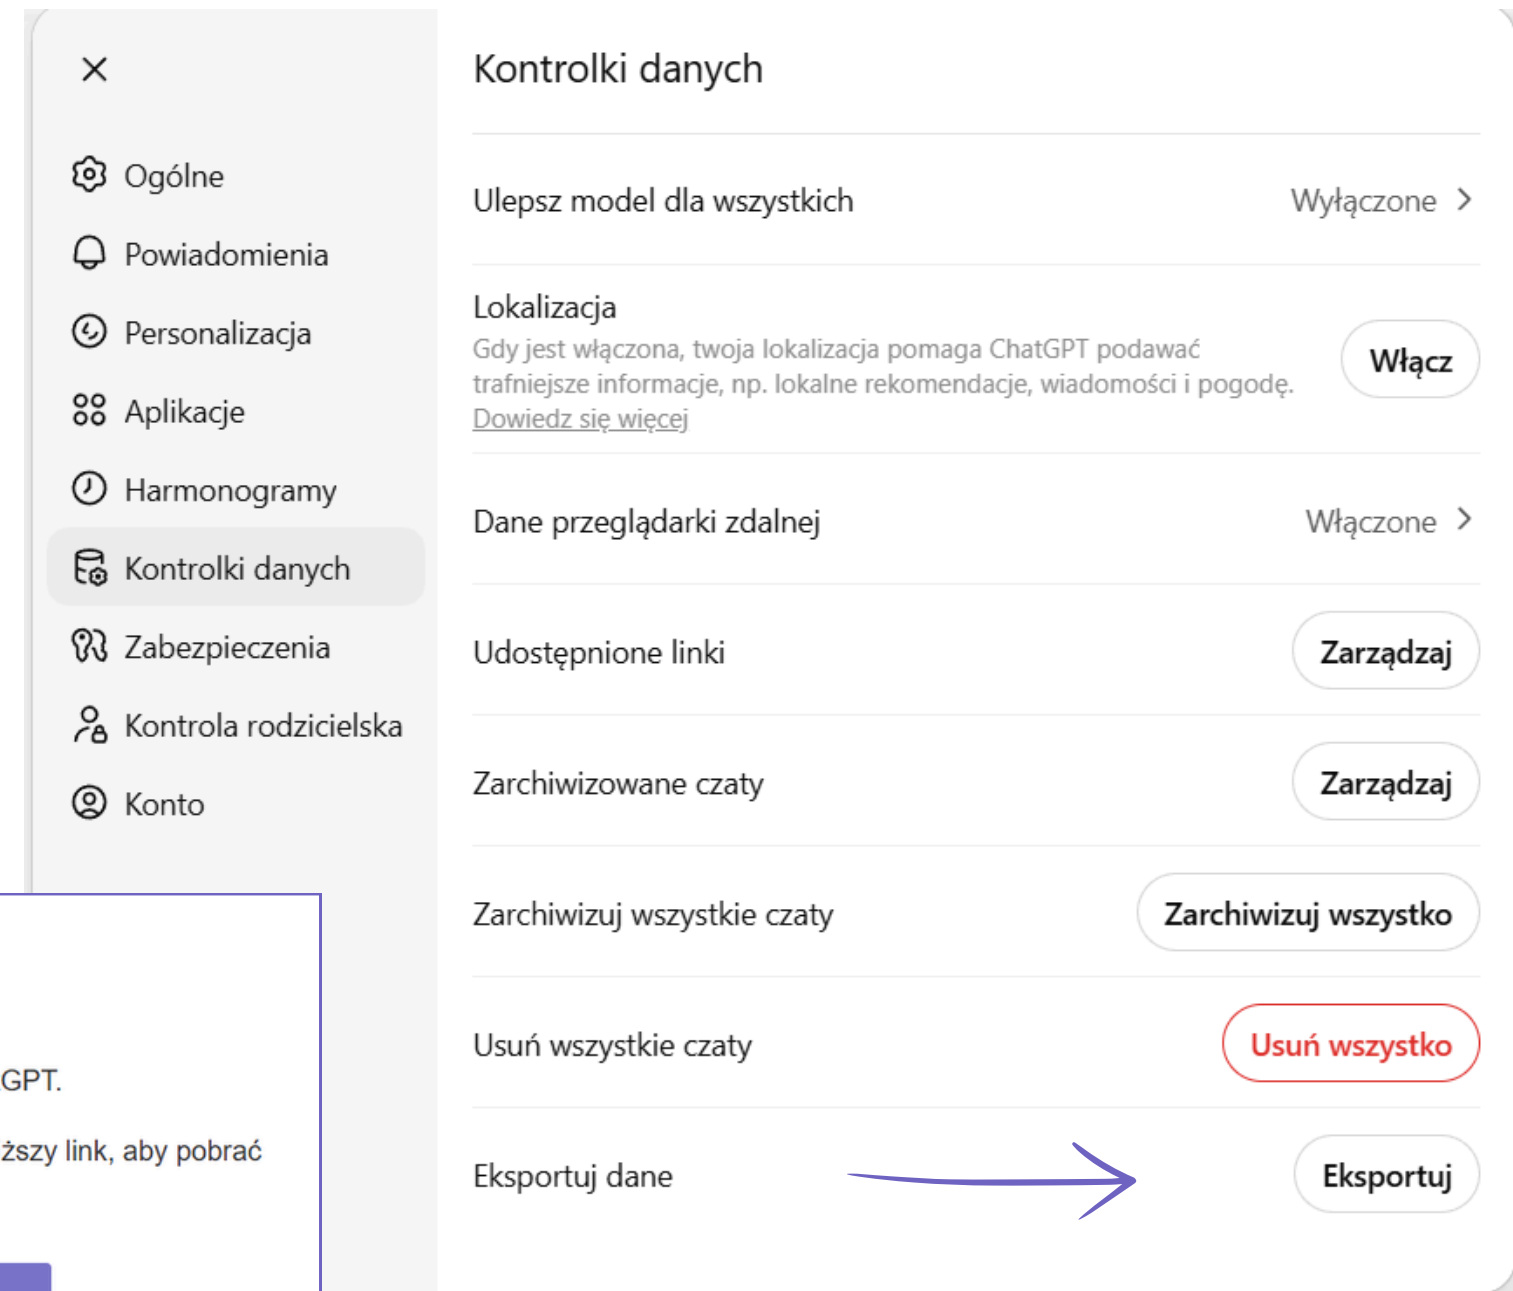 Ogólne
Powiadomienia
Personalizacja
Aplikacje
Harmonogramy
Kontrolki danych
Zabezpieczenia
Kontrola rodzicielska
Konto
Kontrolki danych
Ulepsz model dla wszystkich
Wyłączone
Lokalizacja
Gdy jest włączona, twoja lokalizacja pomaga ChatGPT podawać
trafniejsze informacje, np. lokalne rekomendacje, wiadomości i pogodę.
Dowiedz się więcej
Włącz
Dane przeglądarki zdalnej
Włączone
Udostępnione linki
Zarządzaj
Zarchiwizowane czaty
Zarządzaj
Zarchiwizuj wszystkie czaty
Zarchiwizuj wszystko
Usuń wszystkie czaty
Usuń wszystko
Eksportuj dane
Eksportuj
GPT.
ższy link, aby pobrać